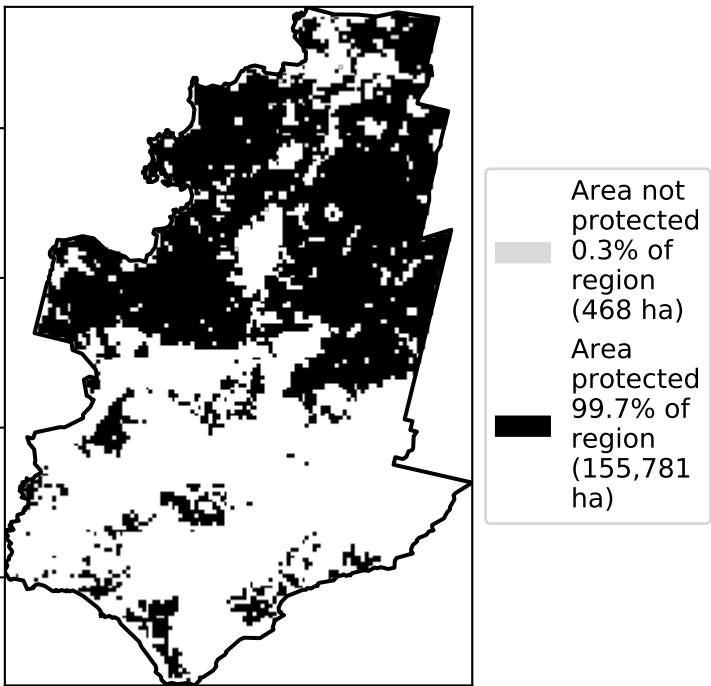 Area not
protected
0.3% of
region
(468 ha)
Area
protected
99.7% of
region
(155,781
ha)